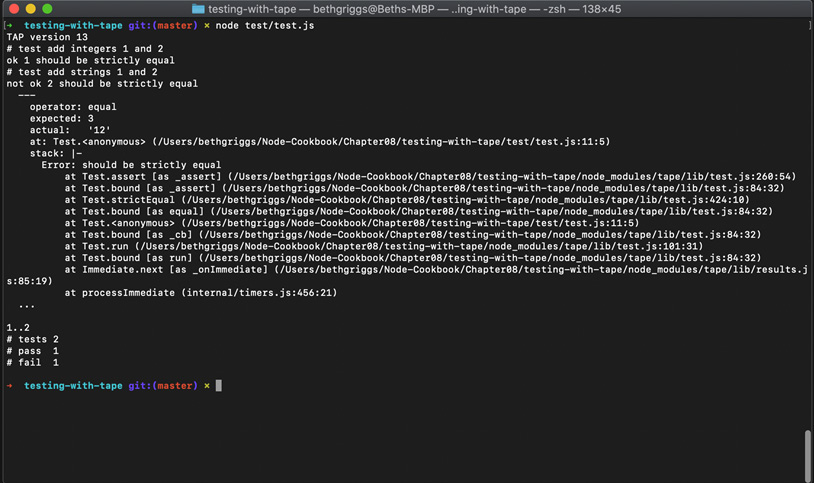 testing-with-tape — bethgriggs@Beths-MBP — ..ing-with-tape — -zsh — 138×45
[➜  testing-with-tape git:(master) × node test/test.js ]
TAP version 13
# test add integers 1 and 2
ok 1 should be strictly equal
# test add strings 1 and 2
not ok 2 should be strictly equal
  ---
    operator: equal
    expected: 3
    actual:   '12'
    at: Test.<anonymous> (/Users/bethgriggs/Node-Cookbook/Chapter08/testing-with-tape/test/test.js:11:5)
    stack: |-
      Error: should be strictly equal
          at Test.assert [as _assert] (/Users/bethgriggs/Node-Cookbook/Chapter08/testing-with-tape/node_modules/tape/lib/test.js:260:54)
          at Test.bound [as _assert] (/Users/bethgriggs/Node-Cookbook/Chapter08/testing-with-tape/node_modules/tape/lib/test.js:84:32)
          at Test.strictEqual (/Users/bethgriggs/Node-Cookbook/Chapter08/testing-with-tape/node_modules/tape/lib/test.js:424:10)
          at Test.bound [as equal] (/Users/bethgriggs/Node-Cookbook/Chapter08/testing-with-tape/node_modules/tape/lib/test.js:84:32)
          at Test.<anonymous> (/Users/bethgriggs/Node-Cookbook/Chapter08/testing-with-tape/test/test.js:11:5)
          at Test.bound [as _cb] (/Users/bethgriggs/Node-Cookbook/Chapter08/testing-with-tape/node_modules/tape/lib/test.js:84:32)
          at Test.run (/Users/bethgriggs/Node-Cookbook/Chapter08/testing-with-tape/node_modules/tape/lib/test.js:101:31)
          at Test.bound [as run] (/Users/bethgriggs/Node-Cookbook/Chapter08/testing-with-tape/node_modules/tape/lib/test.js:84:32)
          at Immediate.next [as _onImmediate] (/Users/bethgriggs/Node-Cookbook/Chapter08/testing-with-tape/node_modules/tape/lib/results.j
s:85:19)
          at processImmediate (internal/timers.js:456:21)
  ...
1..2
# tests 2
# pass  1
# fail  1
➜  testing-with-tape git:(master) ×